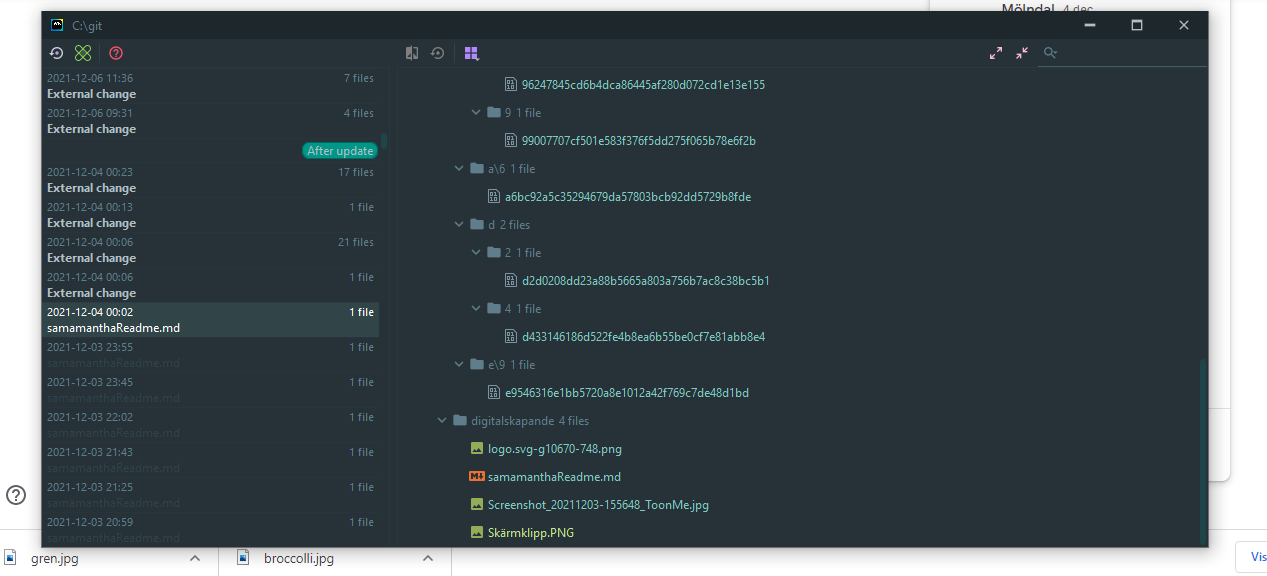 Mölndal 4 dec.
C:\git
2021-12-06 11:36 7 files
External change
2021-12-06 09:31 4 files
External change
After update
2021-12-04 00:23 17 files
External change
2021-12-04 00:13 1 file
External change
2021-12-04 00:06 21 files
External change
2021-12-04 00:06 1 file
External change
2021-12-04 00:02 1 file
samamanthaReadme.md
2021-12-03 23:55 1 file
samamanthaReadme.md
2021-12-03 23:45 1 file
samamanthaReadme.md
2021-12-03 22:02 1 file
samamanthaReadme.md
2021-12-03 21:43 1 file
samamanthaReadme.md
2021-12-03 21:25 1 file
samamanthaReadme.md
2021-12-03 20:59 1 file
samamanthaReadme.md
96247845cd6b4dca86445af280d072cd1e13e155
9 1 file
99007707cf501e583f376f5dd275f065b78e6f2b
a\6 1 file
a6bc92a5c35294679da57803bcb92dd5729b8fde
d 2 files
2 1 file
d2d0208dd23a88b5665a803a756b7ac8c38bc5b1
4 1 file
d433146186d522fe4b8ea6b55be0cf7e81abb8e4
e\9 1 file
e9546316e1bb5720a8e1012a42f769c7de48d1bd
digitalskapande 4 files
logo.svg-g10670-748.png
samamanthaReadme.md
Screenshot_20211203-155648_ToonMe.jpg
Skärmklipp.PNG
gren.jpg
broccolli.jpg
Vis